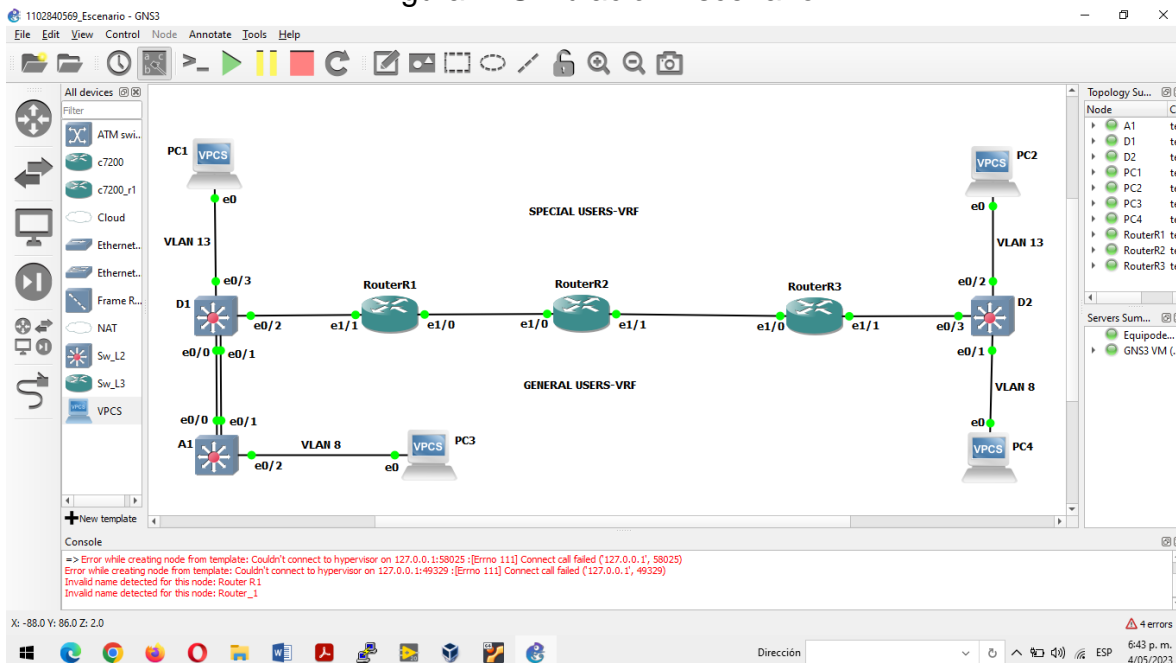 1102840569_Escenario - GNS3
File Edit View Control Node Annotate Tools Help
All devices
Filter
ATM swi..
c7200
c7200_r1
Cloud
Ethernet..
Ethernet..
Frame R...
NAT
Sw_L2
Sw_L3
VPCS
New template
PC1
VPCS
e0
VLAN 13
e0/3
D1
e0/2
e0/0
e0/1
e0/0
e0/1
A1
e0/2
VLAN 8
e0
VPCS
PC3
SPECIAL USERS-VRF
RouterR1
e1/1
e1/0
RouterR2
e1/0
e1/1
RouterR3
e1/0
e1/1
GENERAL USERS-VRF
VPCS
PC2
e0
VLAN 13
e0/2
D2
e0/3
e0/1
VLAN 8
e0
VPCS
PC4
Topology Su...
Node
A1
D1
D2
PC1
PC2
PC3
PC4
RouterR1
RouterR2
RouterR3
Servers Sum...
Equipode...
GNS3 VM (.
Console
=> Error while creating node from template: Couldn't connect to hypervisor on 127.0.0.1:58025 :[Errno 111] Connect call failed ('127.0.0.1', 58025)
Error while creating node from template: Couldn't connect to hypervisor on 127.0.0.1:49329 :[Errno 111] Connect call failed ('127.0.0.1', 49329)
Invalid name detected for this node: Router R1
Invalid name detected for this node: Router_1
X: -88.0 Y: 86.0 Z: 2.0
4 errors
Dirección
ESP
6:43 p. m
4/05/2023